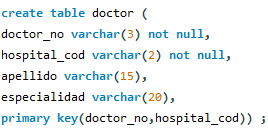 create table doctor (
doctor_no varchar(3) not null,
hospital_cod varchar(2) not null,
apellido varchar(15),
especialidad varchar(20),
primary key(doctor_no,hospital_cod)) ;